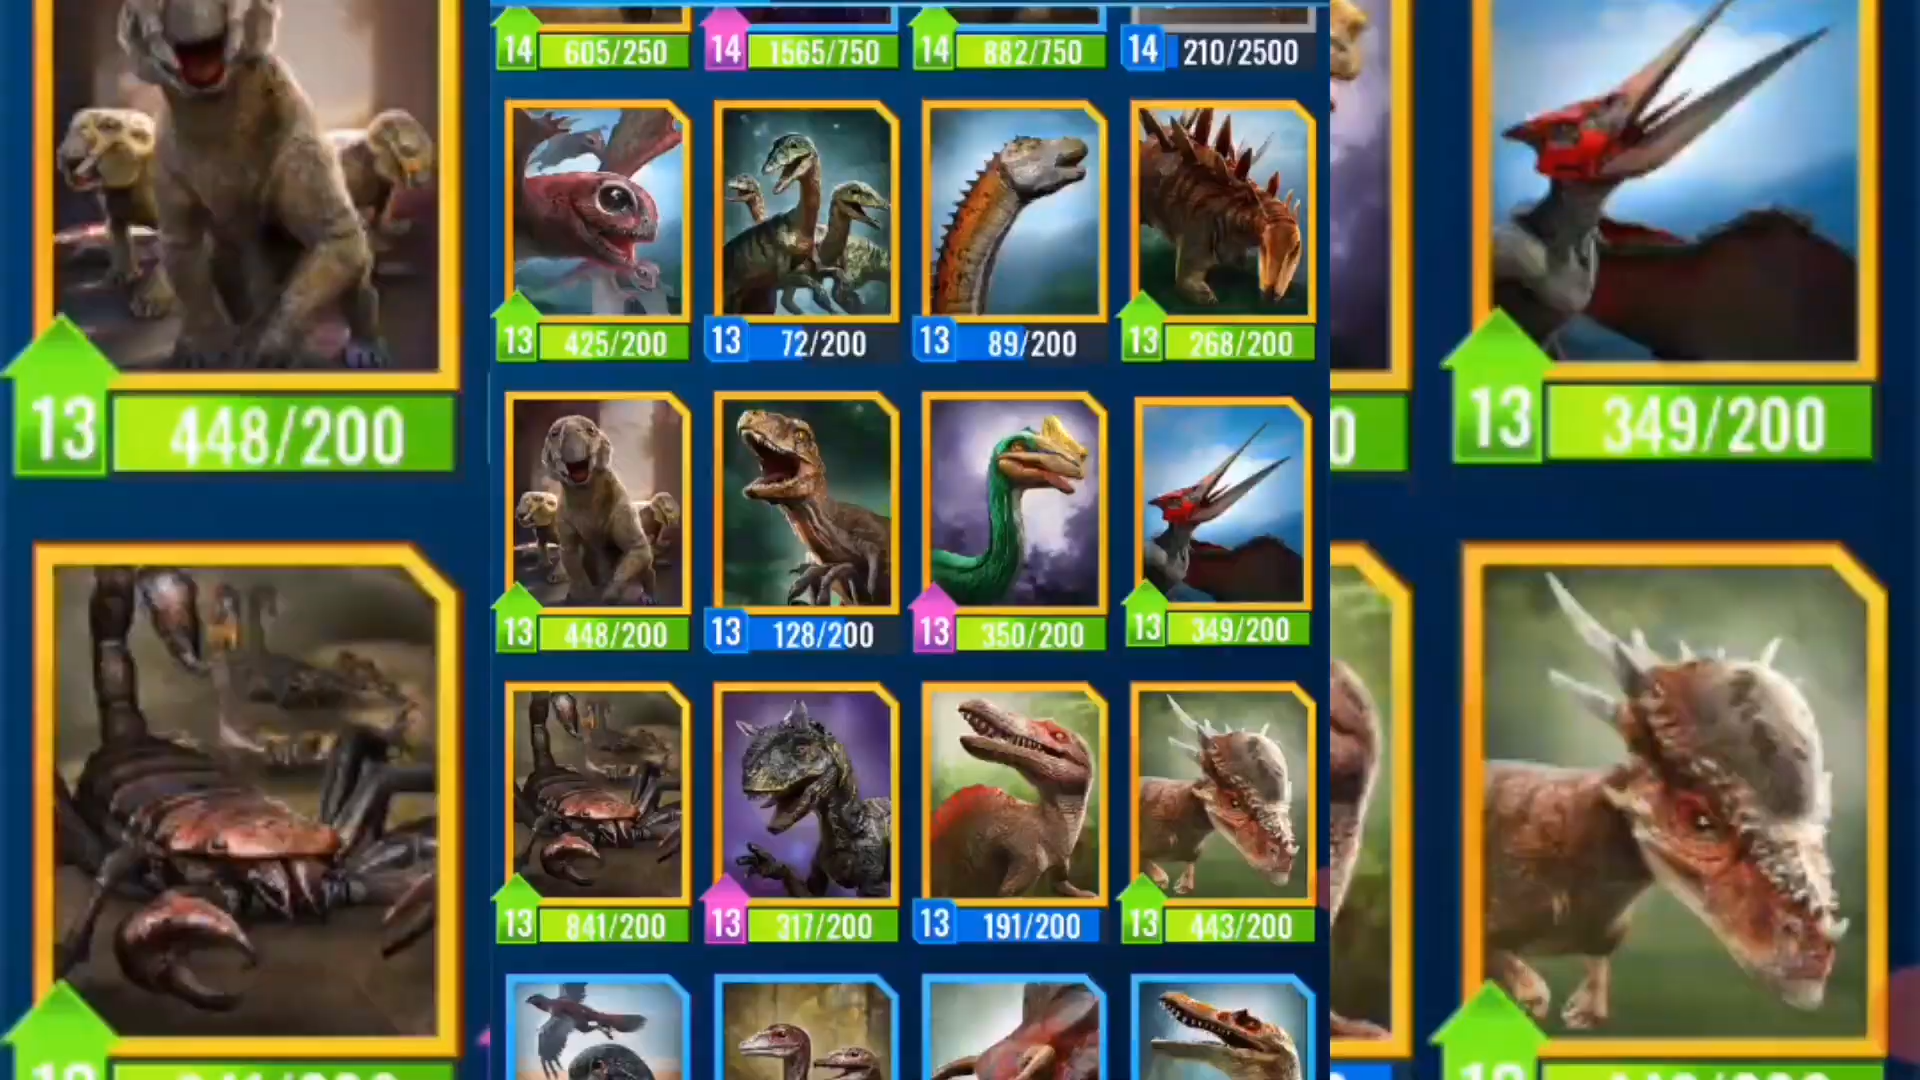 14 605/250 14 1565/750 14 882/750 14 210/2500
13 425/200 13 72/200 13 89/200 13 268/200
13 448/200 0 13 349/200
13 448/200 13 128/200 13 350/200 13 349/200
13 841/200 13 317/200 13 191/200 13 443/200